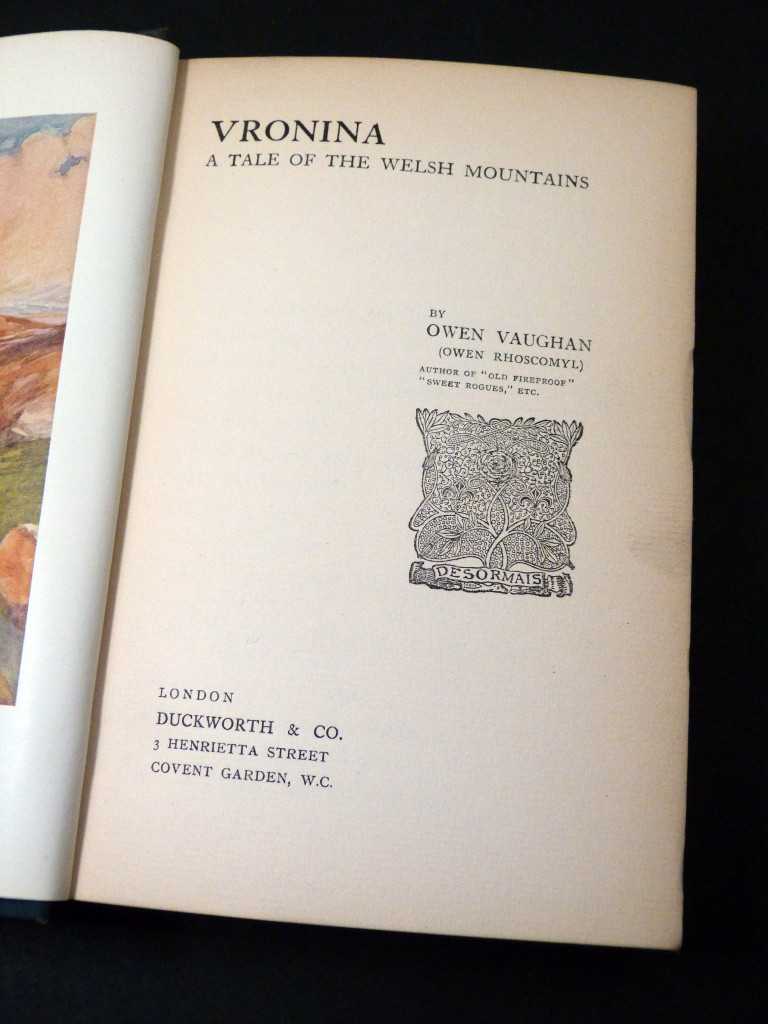 VRONINA
A TALE OF THE WELSH MOUNTAINS
BY
OWEN VAUGHAN
(OWEN RHOSCOMYL)
AUTHOR OF "OLD FIREPROOF"
"SWEET ROGUES," ETC.
DESORMAIS
LONDON
DUCKWORTH & CO.
3 HENRIETTA STREET
COVENT GARDEN, W.C.